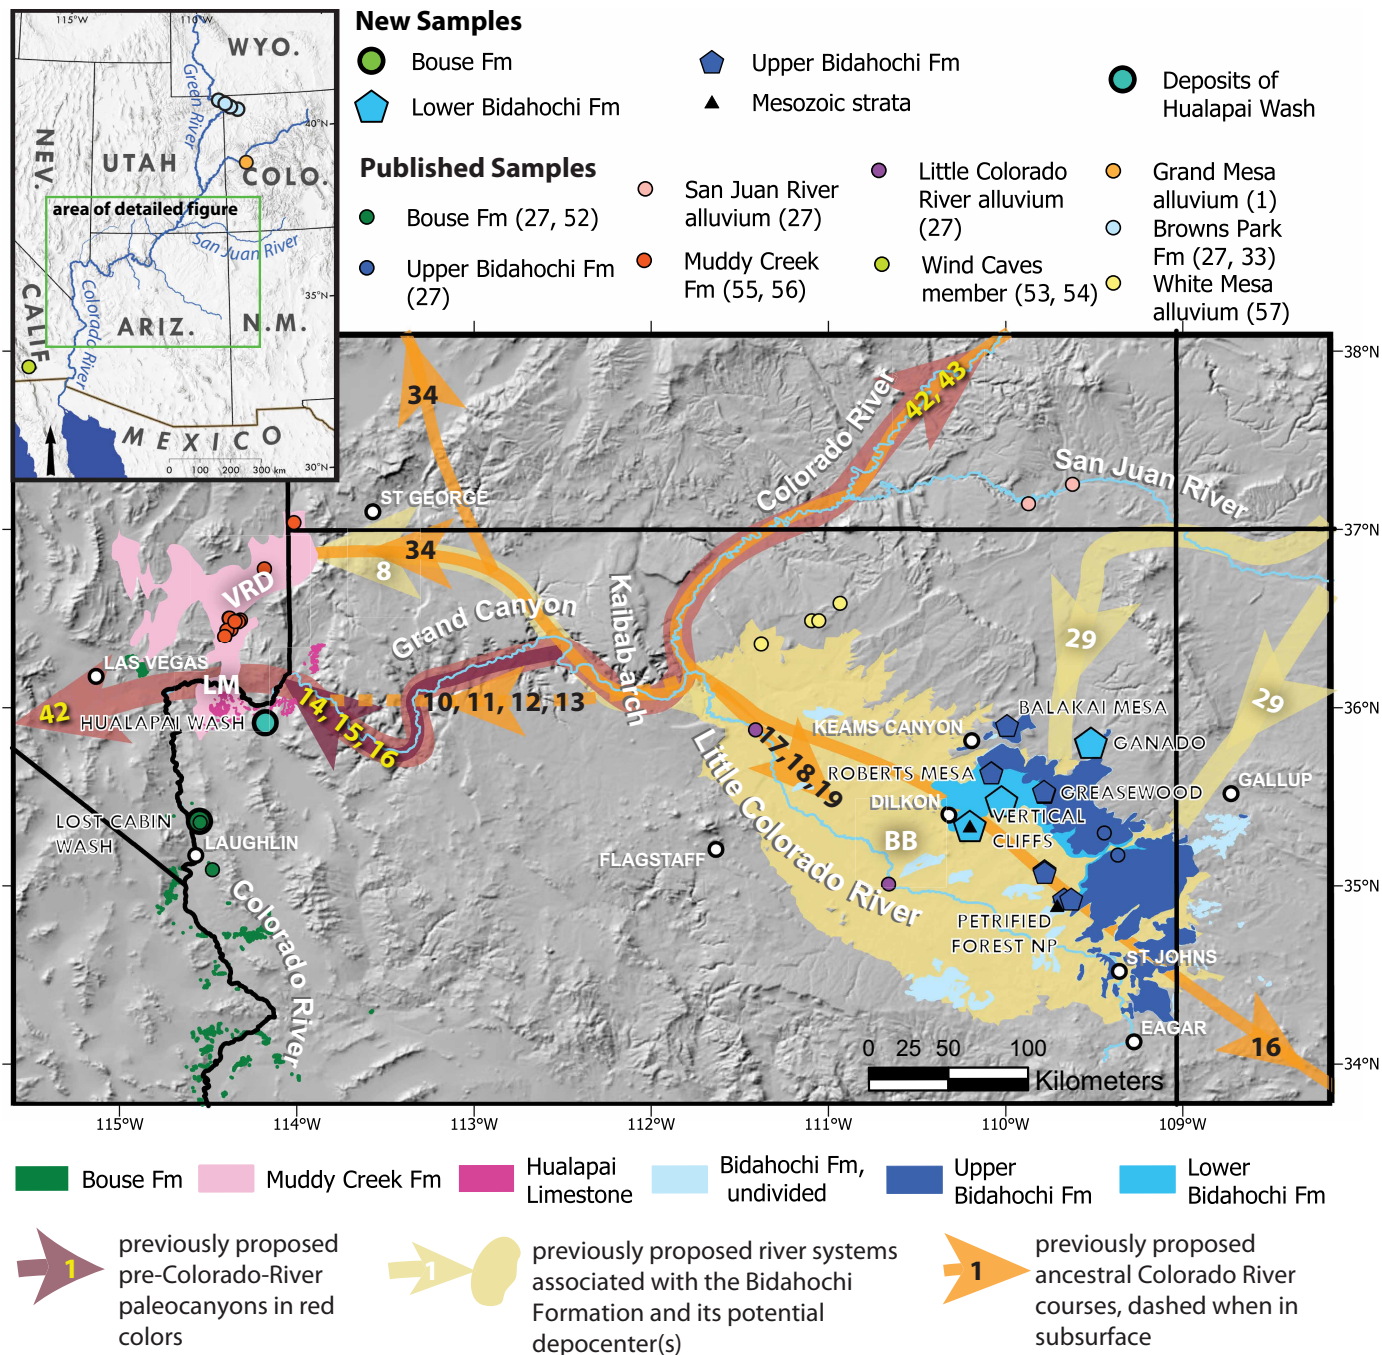 115°W
110°W
WYO.
Green River
40°N
NEV.
UTAH
COLO.
area of detailed figure
San Juan River
CALIF
Colorado River
35°N
ARIZ.
N.M.
MEXICO
0 100 200 300 km
30°N
New Samples
Bouse Fm
Lower Bidahochi Fm
Upper Bidahochi Fm
Mesozoic strata
Deposits of
Hualapai Wash
Published Samples
Bouse Fm (27, 52)
Upper Bidahochi Fm
(27)
San Juan River
alluvium (27)
Muddy Creek
Fm (55, 56)
Little Colorado
River alluvium
(27)
Wind Caves
member (53, 54)
Grand Mesa
alluvium (1)
Browns Park
Fm (27, 33)
White Mesa
alluvium (57)
38°N
34
42, 43
Colorado River
San Juan River
ST GEORGE
37°N
34
8
VRD
Kaibab arch
Grand Canyon
29
LAS VEGAS
LM
42
HUALAPAI WASH
14, 15, 16
10, 11, 12, 13
29
36°N
BALAKAI MESA
KEAMS CANYON
GANADO
17,18,19
ROBERTS MESA
GALLUP
DILKON
GREASEWOOD
VERTICAL
CLIFFS
LOST CABIN
WASH
LAUGHLIN
FLAGSTAFF
BB
Little Colorado River
35°N
Colorado River
PETRIFIED
FOREST NP
ST JOHNS
EAGAR
16
34°N
0 25 50 100
Kilometers
115°W
114°W
113°W
112°W
111°W
110°W
109°W
Bouse Fm
Muddy Creek Fm
Hualapai
Limestone
Bidahochi Fm,
undivided
Upper
Bidahochi Fm
Lower
Bidahochi Fm
1
previously proposed
pre-Colorado-River
paleocanyons in red
colors
1
previously proposed river systems
associated with the Bidahochi
Formation and its potential
depocenter(s)
1
previously proposed
ancestral Colorado River
courses, dashed when in
subsurface